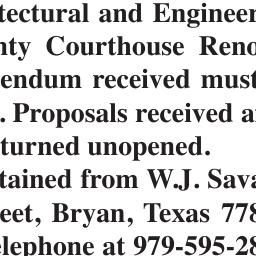 tectural and Engineer
nty Courthouse Reno
endum received must
. Proposals received a
turned unopened.
tained from W.J. Sava
eet, Bryan, Texas 778
elephone at 979-595-28